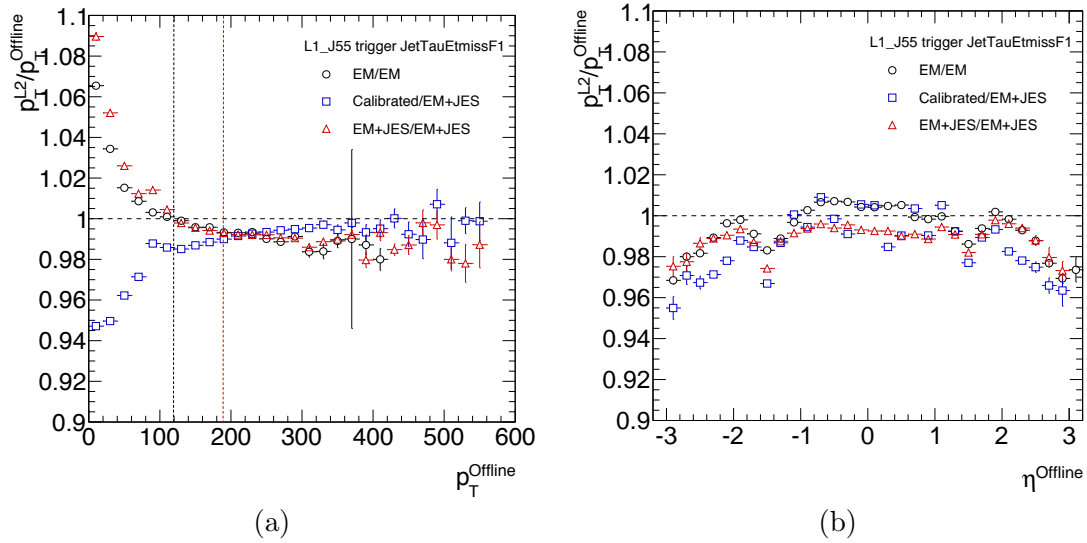 p_T^L2/p_T^Offline
1.1
1.08
1.06
1.04
1.02
1
0.98
0.96
0.94
0.92
0.9
L1_J55 trigger JetTauEtmissF1
EM/EM
Calibrated/EM+JES
EM+JES/EM+JES
0 100 200 300 400 500 600
p_T^Offline
(a)
p_T^L2/p_T^Offline
1.1
1.08
1.06
1.04
1.02
1
0.98
0.96
0.94
0.92
0.9
L1_J55 trigger JetTauEtmissF1
EM/EM
Calibrated/EM+JES
EM+JES/EM+JES
-3 -2 -1 0 1 2 3
η^Offline
(b)